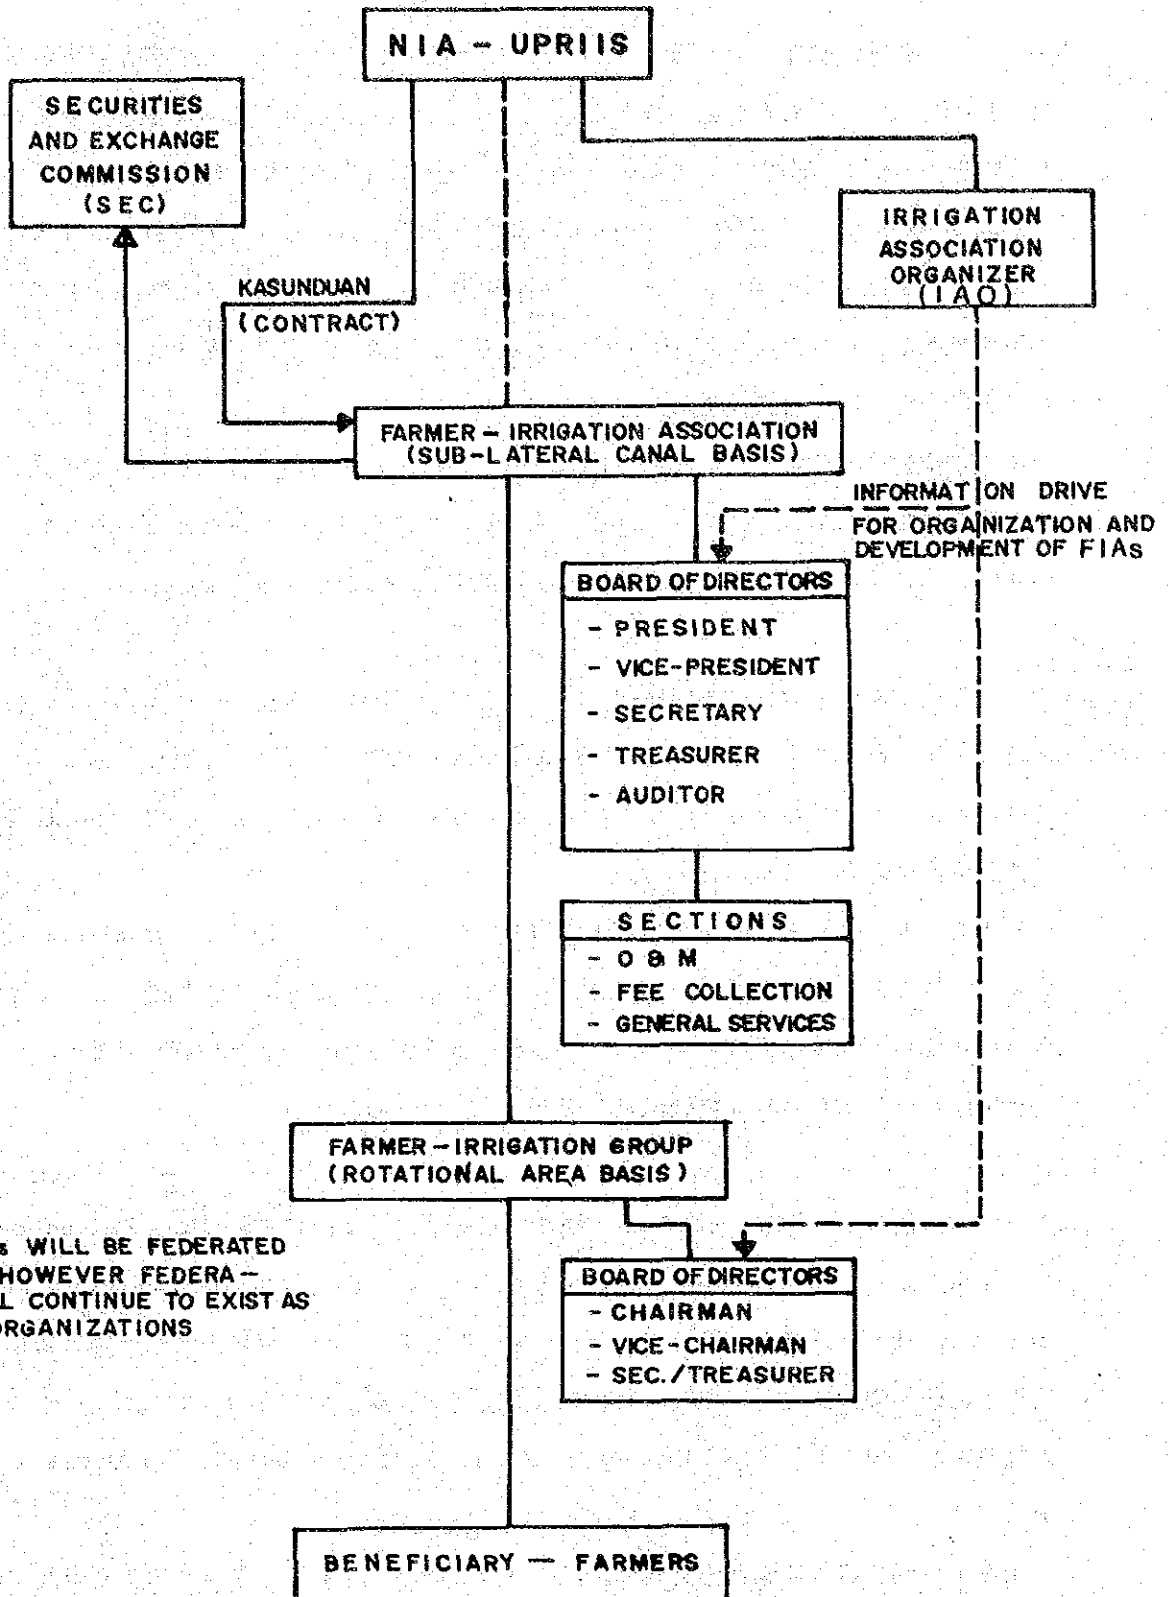 NIA - UPRIIS
SECURITIES
AND EXCHANGE
COMMISSION
(SEC)
IRRIGATION
ASSOCIATION
ORGANIZER
(IAO)
KASUNDUAN
(CONTRACT)
FARMER - IRRIGATION ASSOCIATION
(SUB-LATERAL CANAL BASIS)
INFORMATION DRIVE
FOR ORGANIZATION AND
DEVELOPMENT OF FIAs
BOARD OF DIRECTORS
- PRESIDENT
- VICE-PRESIDENT
- SECRETARY
- TREASURER
- AUDITOR
SECTIONS
- O & M
- FEE COLLECTION
- GENERAL SERVICES
FARMER - IRRIGATION GROUP
(ROTATIONAL AREA BASIS)
s WILL BE FEDERATED
HOWEVER FEDERA-
L CONTINUE TO EXIST AS
ORGANIZATIONS
BOARD OF DIRECTORS
- CHAIRMAN
- VICE-CHAIRMAN
- SEC./TREASURER
BENEFICIARY - FARMERS